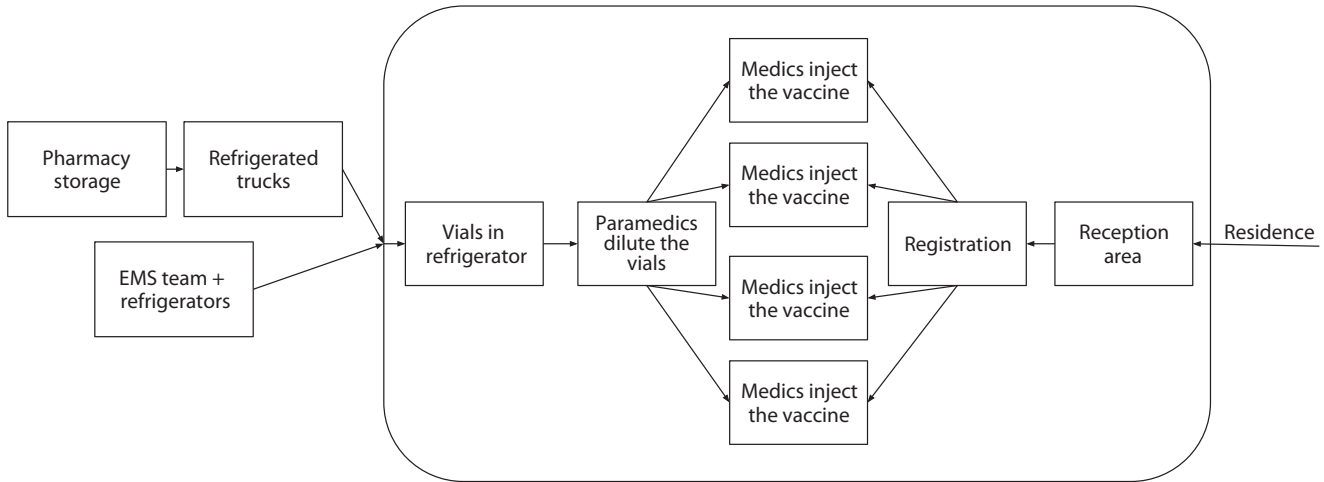 Pharmacy
storage
Refrigerated
trucks
EMS team +
refrigerators
Vials in
refrigerator
Paramedics
dilute the
vials
Medics inject
the vaccine
Medics inject
the vaccine
Medics inject
the vaccine
Medics inject
the vaccine
Registration
Reception
area
Residence